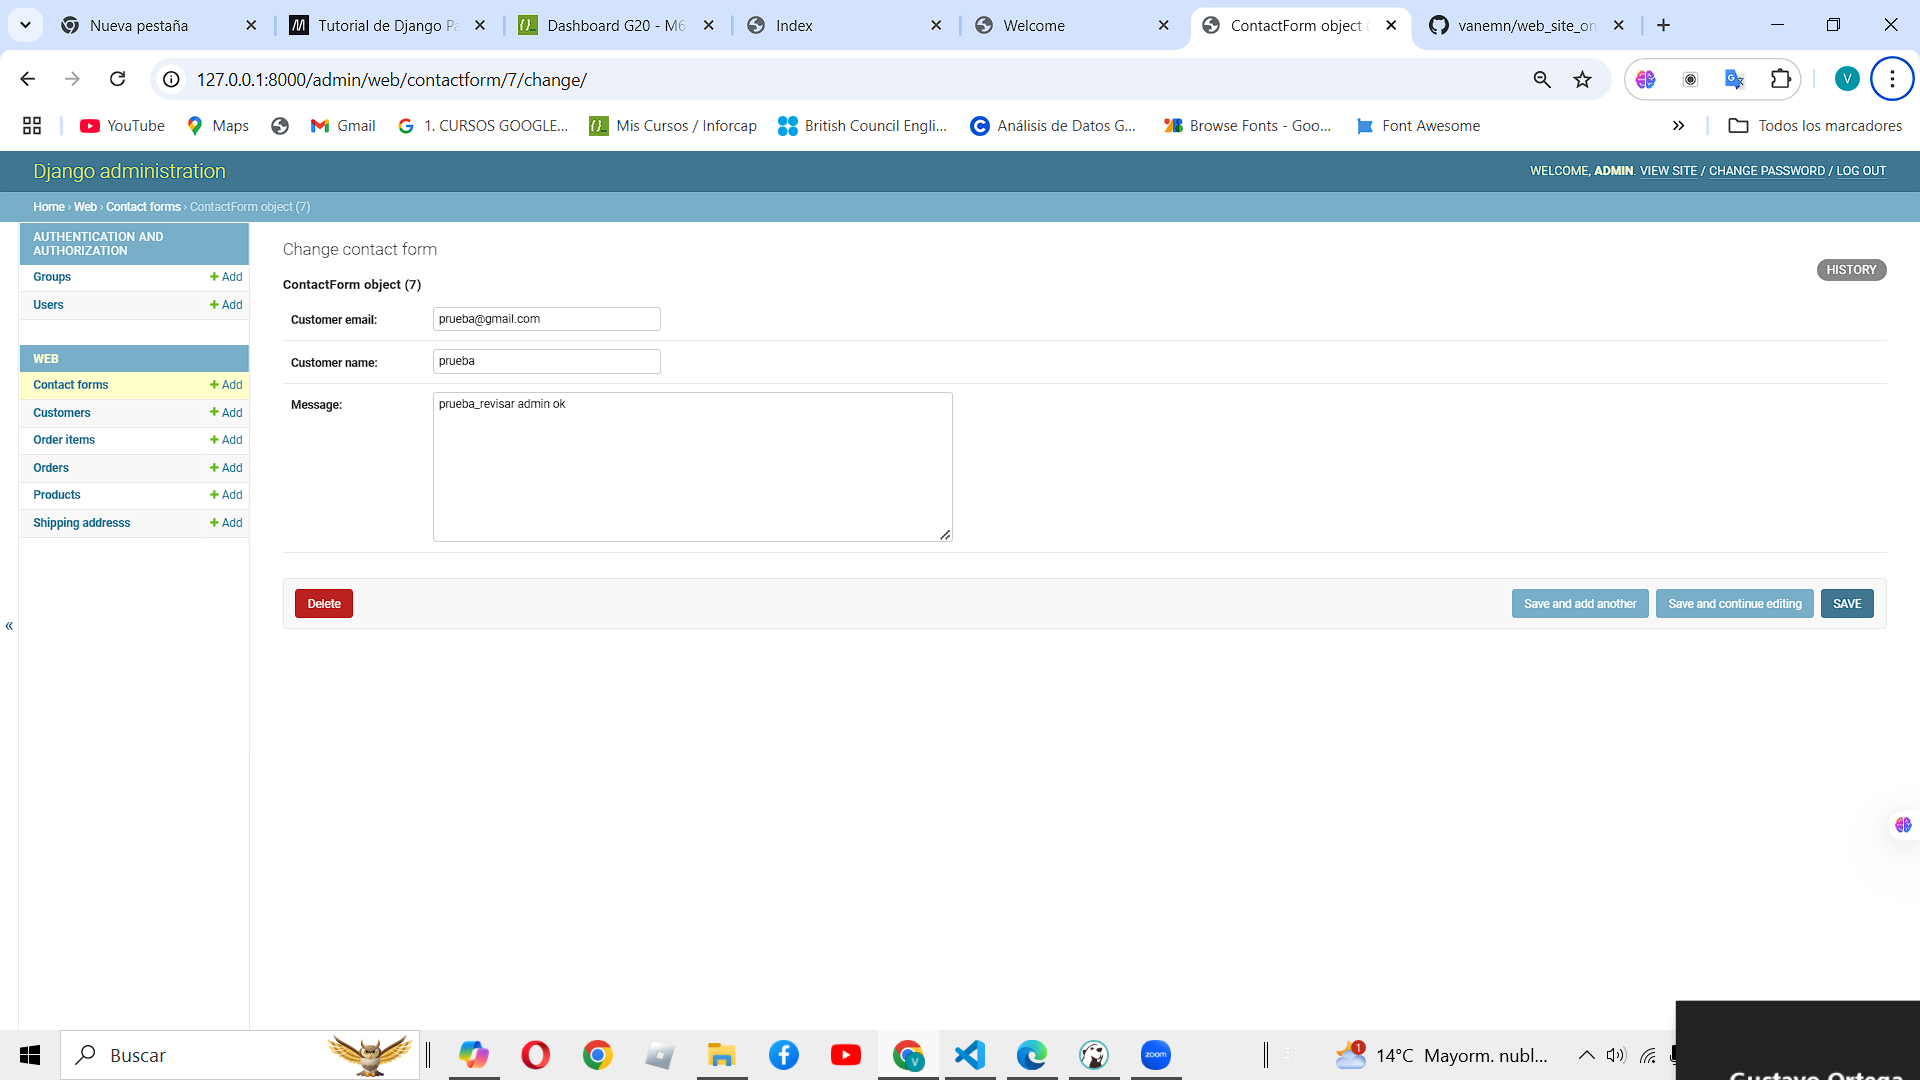 Nueva pestaña
Tutorial de Django Pa
Dashboard G20 - M6
Index
Welcome
ContactForm object (
vanemn/web_site_on
127.0.0.1:8000/admin/web/contactform/7/change/
V
YouTube
Maps
Gmail
1. CURSOS GOOGLE...
Mis Cursos / Inforcap
British Council Engli...
Análisis de Datos G...
Browse Fonts - Goo...
Font Awesome
Todos los marcadores
Django administration
WELCOME, ADMIN. VIEW SITE / CHANGE PASSWORD / LOG OUT
Home › Web › Contact forms › ContactForm object (7)
AUTHENTICATION AND
AUTHORIZATION
Groups + Add
Users + Add
WEB
Contact forms + Add
Customers + Add
Order items + Add
Orders + Add
Products + Add
Shipping addresss + Add
«
Change contact form
HISTORY
ContactForm object (7)
Customer email: prueba@gmail.com
Customer name: prueba
Message: prueba_revisar admin ok
Delete
Save and add another
Save and continue editing
SAVE
Buscar
zoom
1
14°C Mayorm. nubl...
Gustavo Ortega